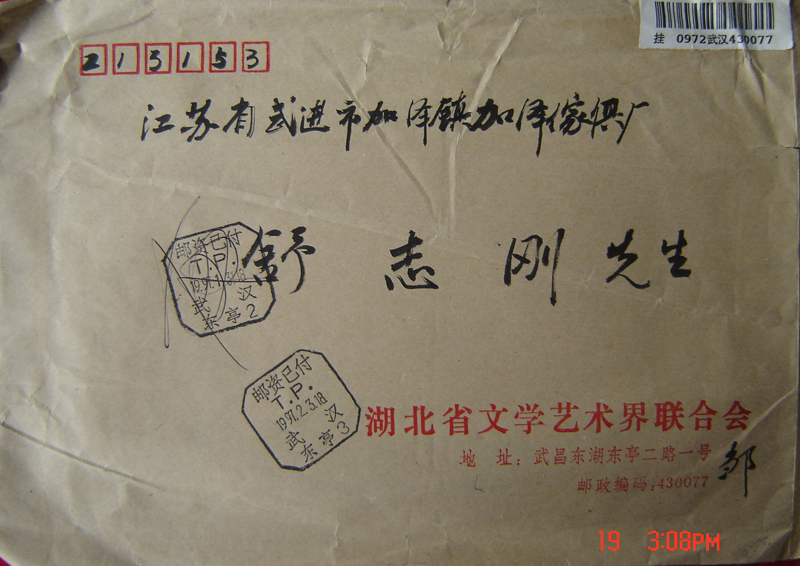 挂 0972武汉430077
213153
江苏省武进市加泽镇加泽傢俱厂
舒志刚先生
邮资已付
T.P.
武汉
东亭2
邮资已付
T.P.
1997.2.3.18
武汉
东亭3
湖北省文学艺术界联合会
地 址：武昌东湖东亭二路一号
邮政编码:430077
邹
19 3:08PM